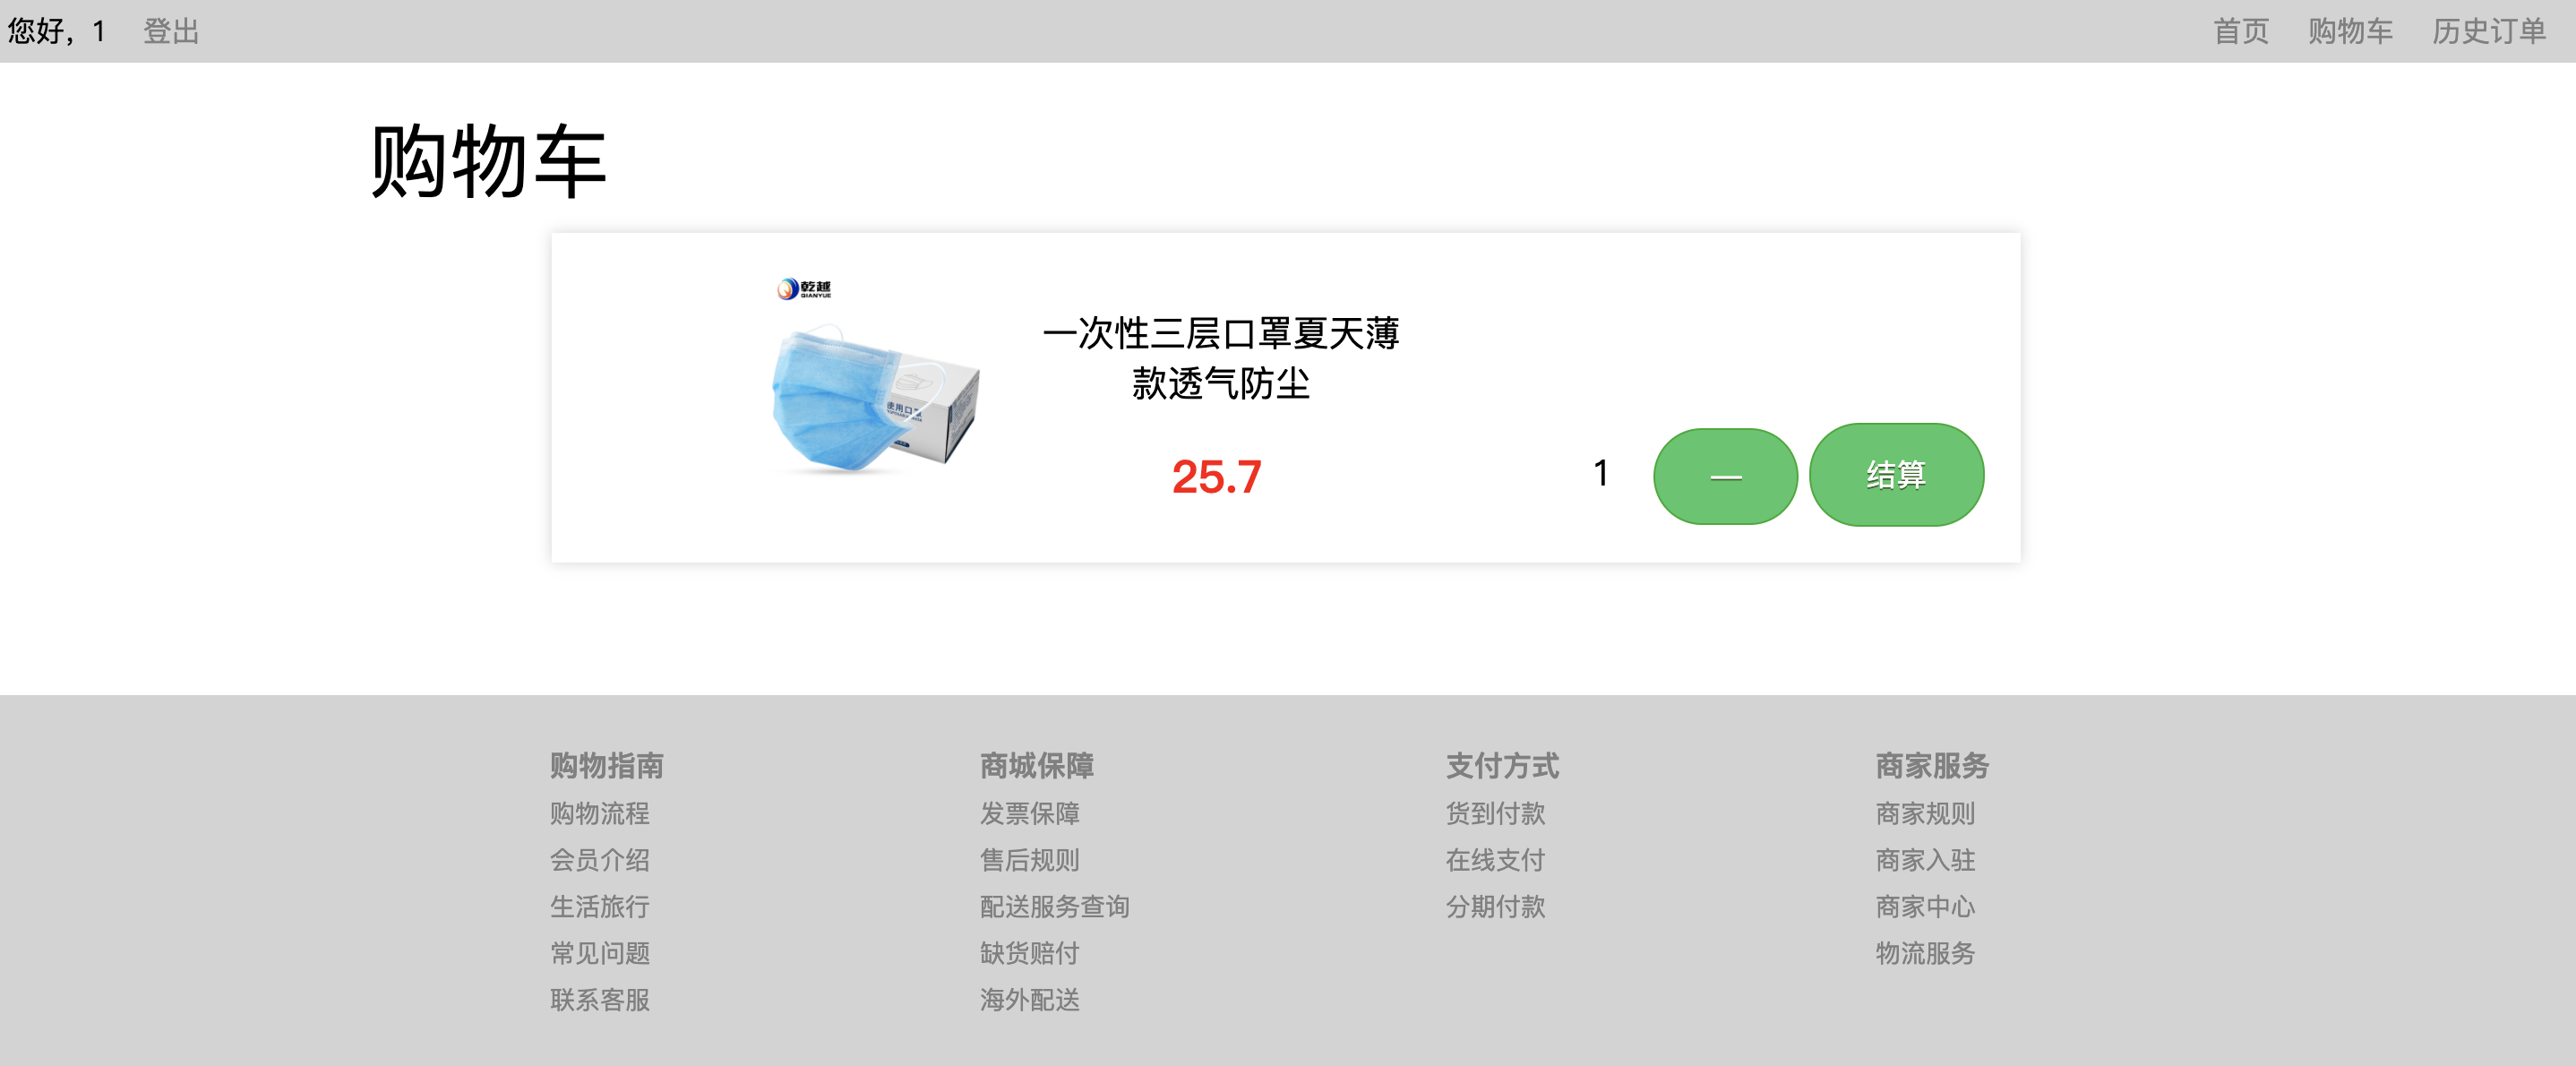 您好，1 登出 首页 购物车 历史订单
购物车
乾越
QIANYUE
一次性三层口罩夏天薄
款透气防尘
使用口罩
25.7 1 — 结算
购物指南 商城保障 支付方式 商家服务
购物流程 发票保障 货到付款 商家规则
会员介绍 售后规则 在线支付 商家入驻
生活旅行 配送服务查询 分期付款 商家中心
常见问题 缺货赔付 物流服务
联系客服 海外配送